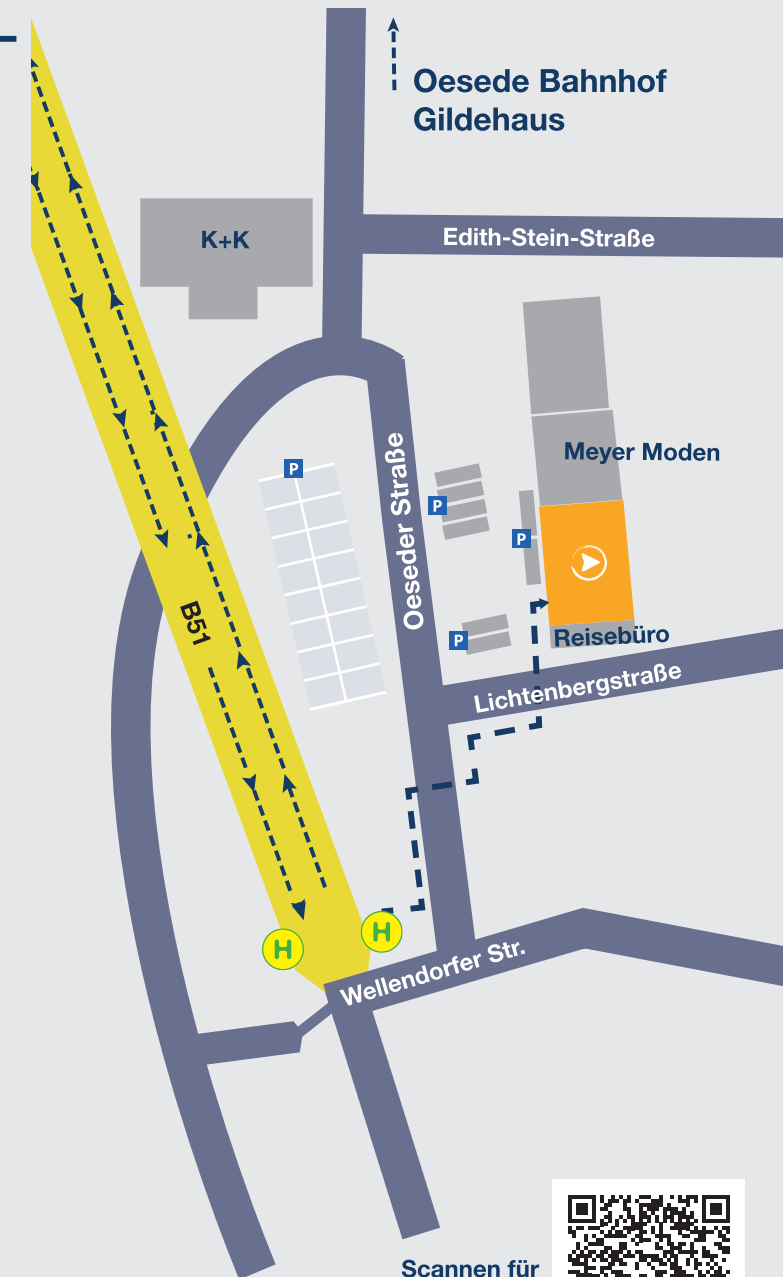 Oesede Bahnhof
Gildehaus
K+K
Edith-Stein-Straße
Meyer Moden
P
Oeseder Straße
P
P
B51
P
Reisebüro
Lichtenbergstraße
H
H
Wellendorfer Str.
Scannen für